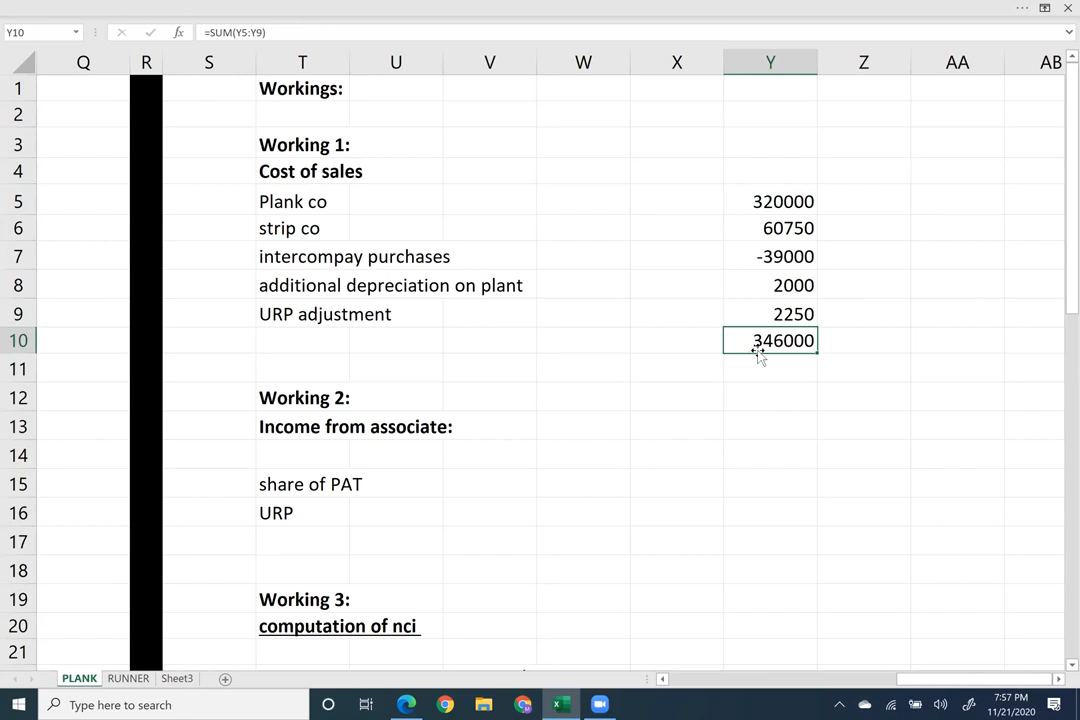 Y10 fx =SUM(Y5:Y9)
Q R S T U V W X Y Z AA AB
1 Workings:
2
3 Working 1:
4 Cost of sales
5 Plank co 320000
6 strip co 60750
7 intercompay purchases -39000
8 additional depreciation on plant 2000
9 URP adjustment 2250
10 346000
11
12 Working 2:
13 Income from associate:
14
15 share of PAT
16 URP
17
18
19 Working 3:
20 computation of nci
21
PLANK RUNNER Sheet3
Type here to search
7:57 PM
11/21/2020